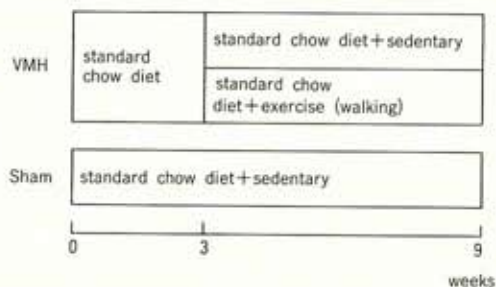 VMH
standard
chow diet
standard chow diet+sedentary
standard chow
diet+exercise (walking)
Sham
standard chow diet+sedentary
0
3
9
weeks